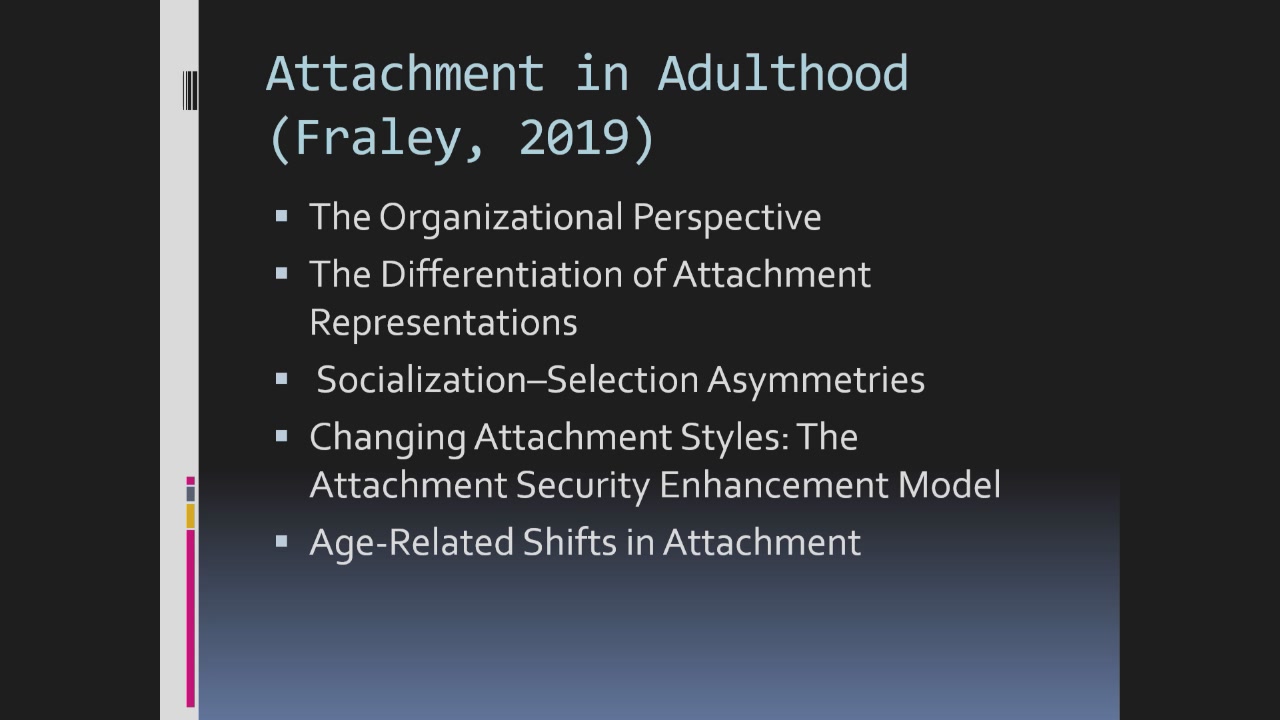 Attachment in Adulthood
(Fraley, 2019)
▪ The Organizational Perspective
▪ The Differentiation of Attachment
Representations
▪ Socialization–Selection Asymmetries
▪ Changing Attachment Styles: The
Attachment Security Enhancement Model
▪ Age-Related Shifts in Attachment